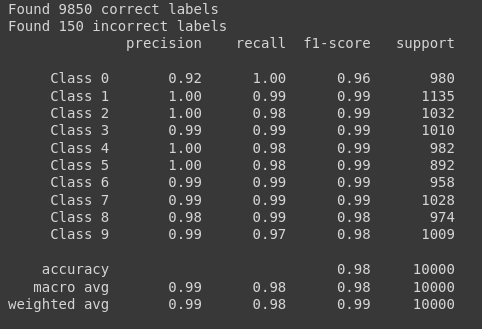 Found 9850 correct labels
Found 150 incorrect labels
precision recall f1-score support
Class 0 0.92 1.00 0.96 980
Class 1 1.00 0.99 0.99 1135
Class 2 1.00 0.98 0.99 1032
Class 3 0.99 0.99 0.99 1010
Class 4 1.00 0.98 0.99 982
Class 5 1.00 0.98 0.99 892
Class 6 0.99 0.99 0.99 958
Class 7 0.99 0.99 0.99 1028
Class 8 0.98 0.99 0.98 974
Class 9 0.99 0.97 0.98 1009
accuracy 0.98 10000
macro avg 0.99 0.98 0.98 10000
weighted avg 0.99 0.98 0.99 10000